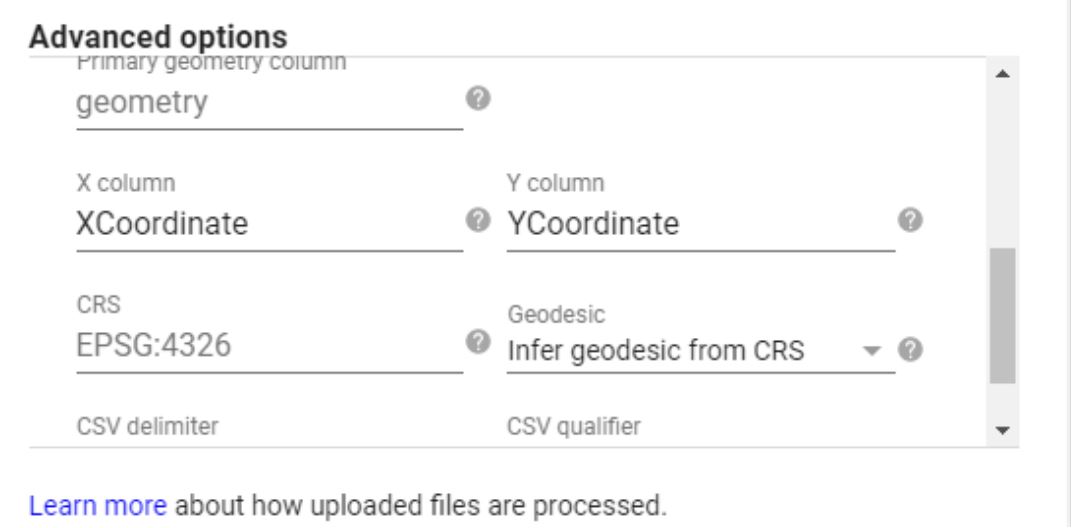 Advanced options
Primary geometry column
geometry
X column
Y column
XCoordinate
YCoordinate
CRS
Geodesic
EPSG:4326
Infer geodesic from CRS
CSV delimiter
CSV qualifier
Learn more about how uploaded files are processed.